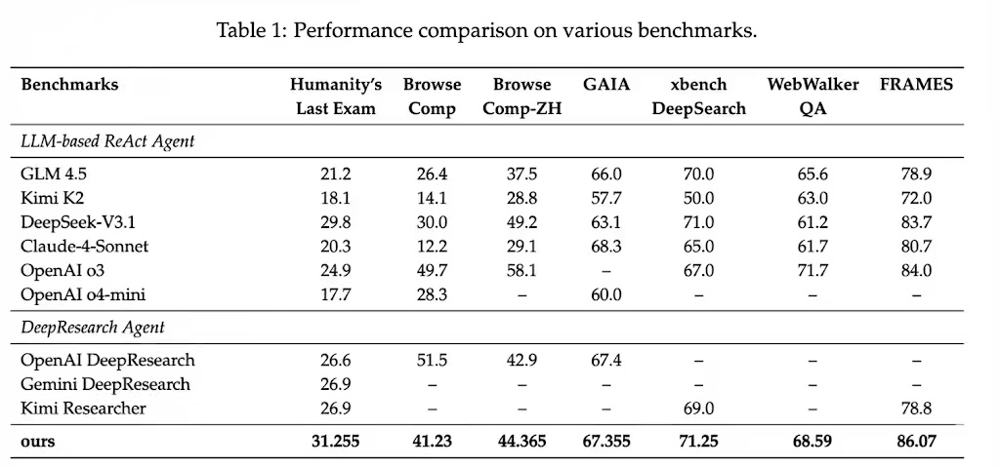 Table 1: Performance comparison on various benchmarks.
Benchmarks Humanity's Browse Browse GAIA xbench WebWalker FRAMES
Last Exam Comp Comp-ZH DeepSearch QA
LLM-based ReAct Agent
GLM 4.5 21.2 26.4 37.5 66.0 70.0 65.6 78.9
Kimi K2 18.1 14.1 28.8 57.7 50.0 63.0 72.0
DeepSeek-V3.1 29.8 30.0 49.2 63.1 71.0 61.2 83.7
Claude-4-Sonnet 20.3 12.2 29.1 68.3 65.0 61.7 80.7
OpenAI o3 24.9 49.7 58.1 – 67.0 71.7 84.0
OpenAI o4-mini 17.7 28.3 – 60.0 – – –
DeepResearch Agent
OpenAI DeepResearch 26.6 51.5 42.9 67.4 – – –
Gemini DeepResearch 26.9 – – – – – –
Kimi Researcher 26.9 – – – 69.0 – 78.8
ours 31.255 41.23 44.365 67.355 71.25 68.59 86.07